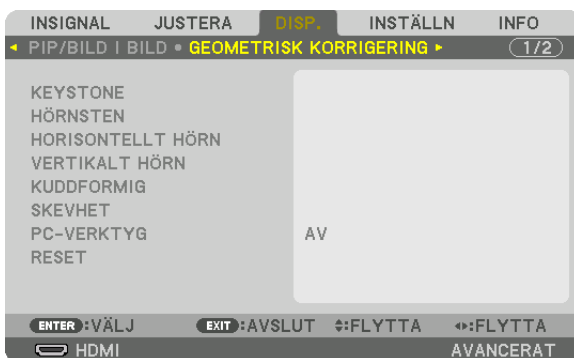 INSIGNAL JUSTERA DISP. INSTÄLLN INFO
◂ PIP/BILD I BILD • GEOMETRISK KORRIGERING ▸ 1/2
KEYSTONE
HÖRNSTEN
HORISONTELLT HÖRN
VERTIKALT HÖRN
KUDDFORMIG
SKEVHET
PC-VERKTYG AV
RESET
ENTER:VÄLJ EXIT:AVSLUT ♦:FLYTTA ◂▸:FLYTTA
HDMI AVANCERAT